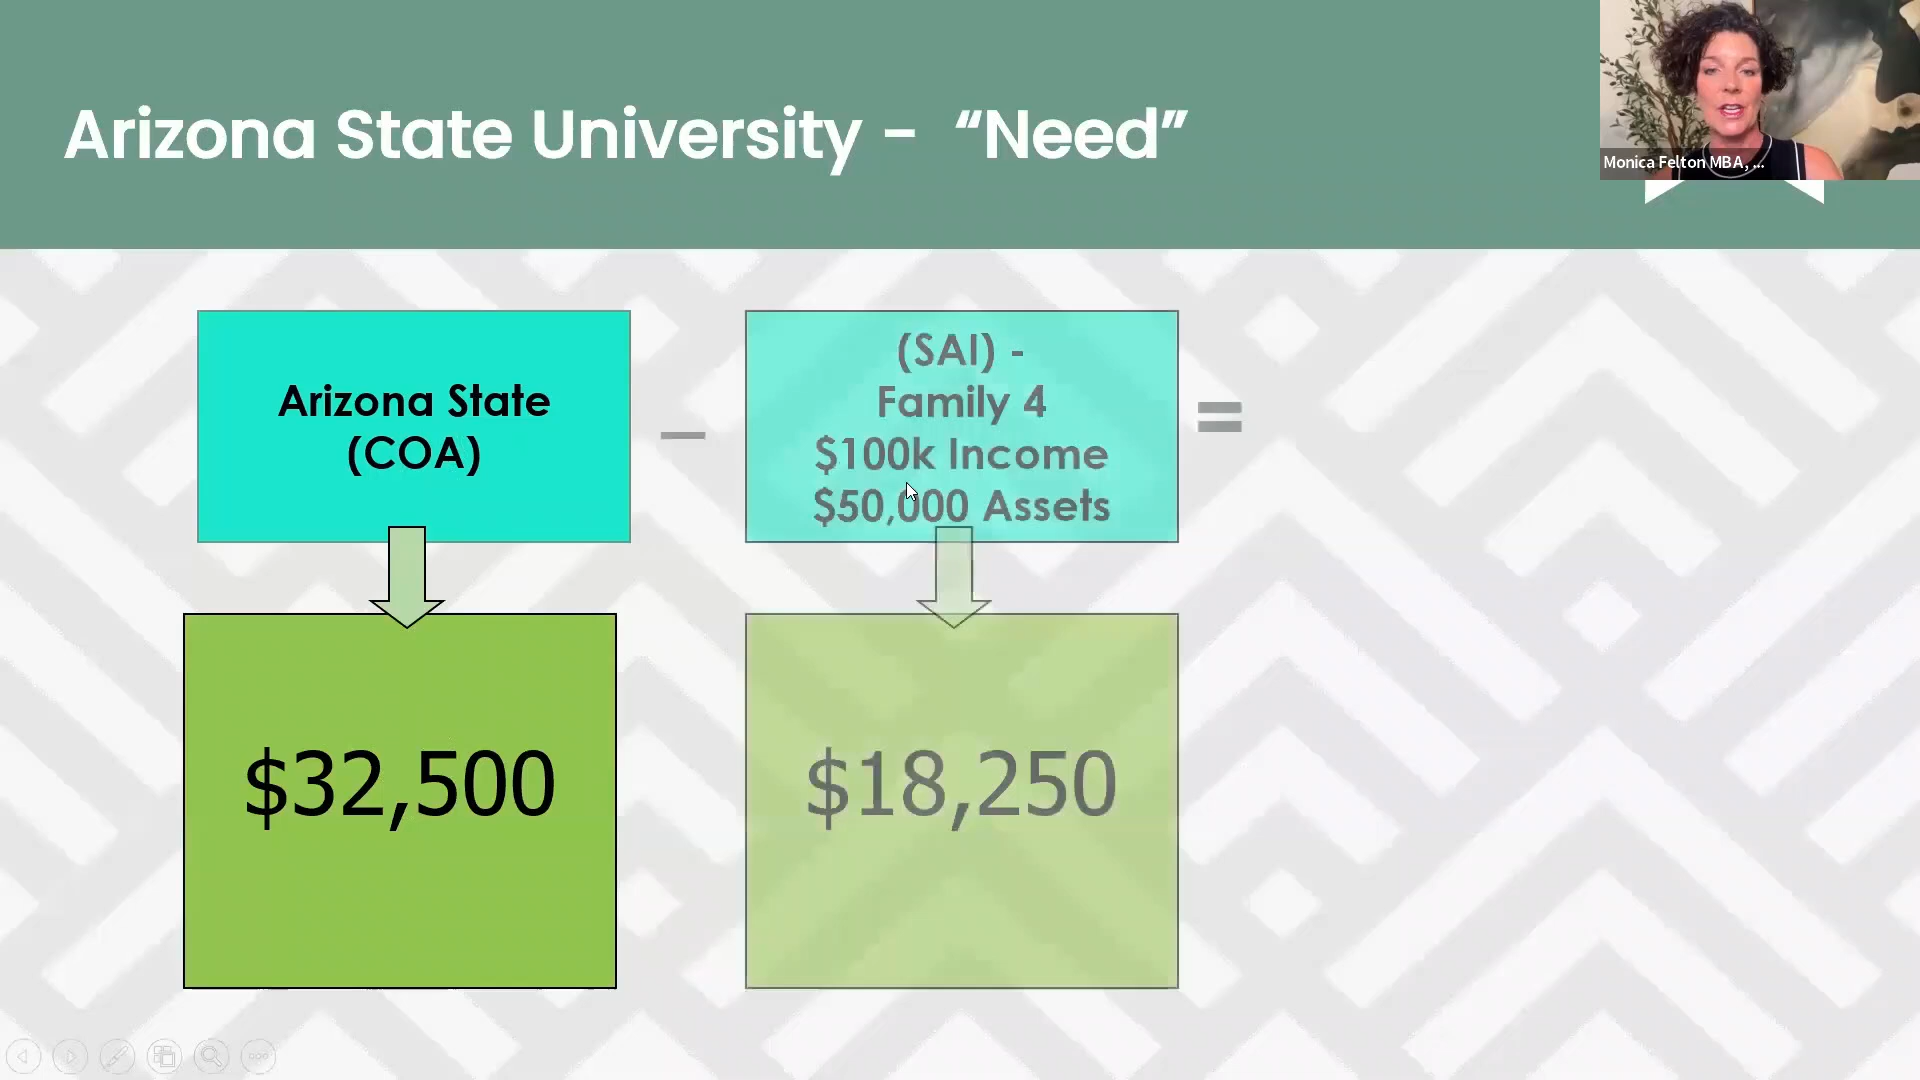 Arizona State University - “Need”
Monica Felton MBA, ...
Arizona State
(COA)
–
(SAI) -
Family 4
$100k Income
$50,000 Assets
=
$32,500
$18,250